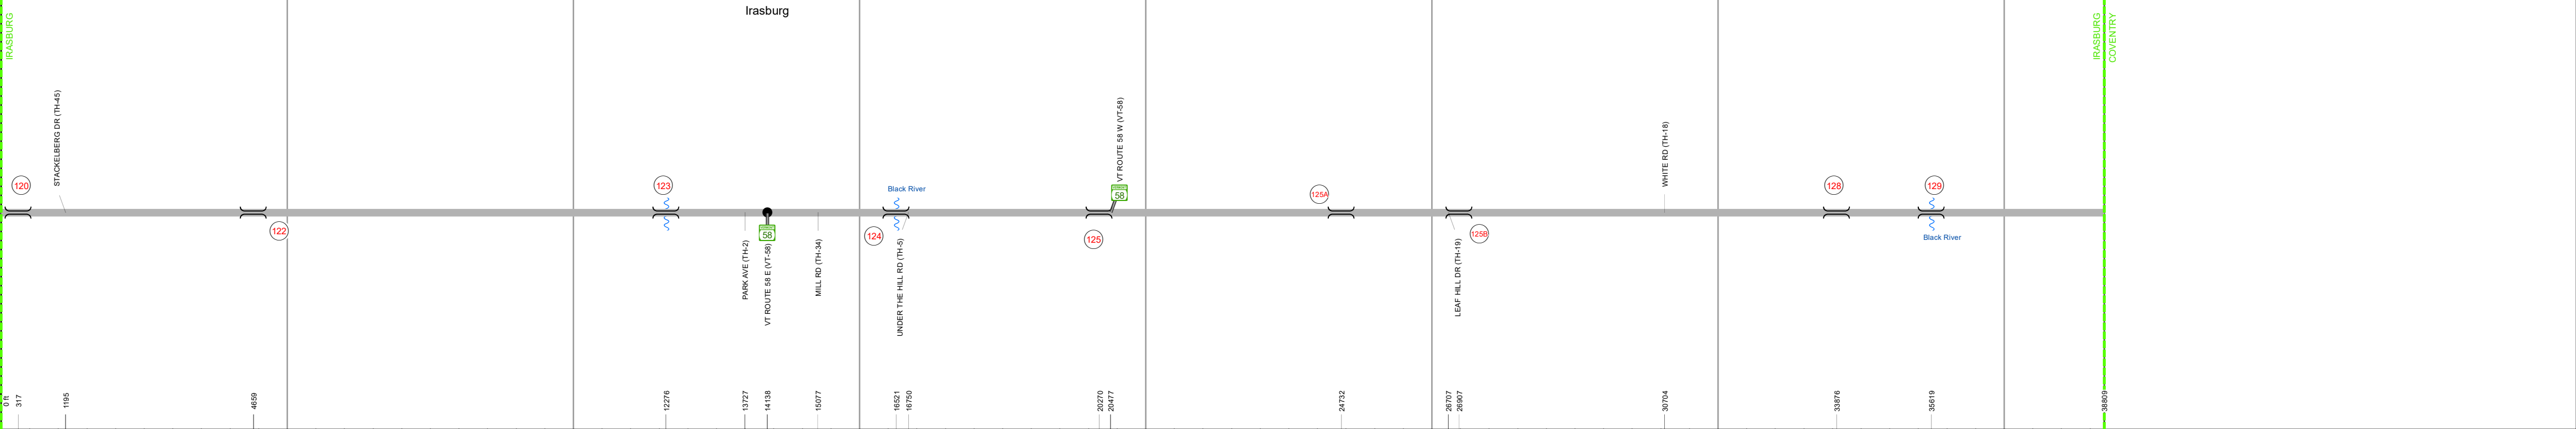 Irasburg
IRASBURG
IRASBURG
COVENTRY
STACKELBERG DR (TH-45)
VT ROUTE 58 W (VT-58)
WHITE RD (TH-18)
120
123
Black River
58
125A
128
129
122
58
124
125
125B
Black River
PARK AVE (TH-2)
VT ROUTE 58 E (VT-58)
MILL RD (TH-34)
UNDER THE HILL RD (TH-5)
LEAF HILL DR (TH-19)
0 ft
317
1195
4659
12276
13727
14138
15077
16521
16750
20270
20477
24732
26707
26907
30704
33876
35619
38809